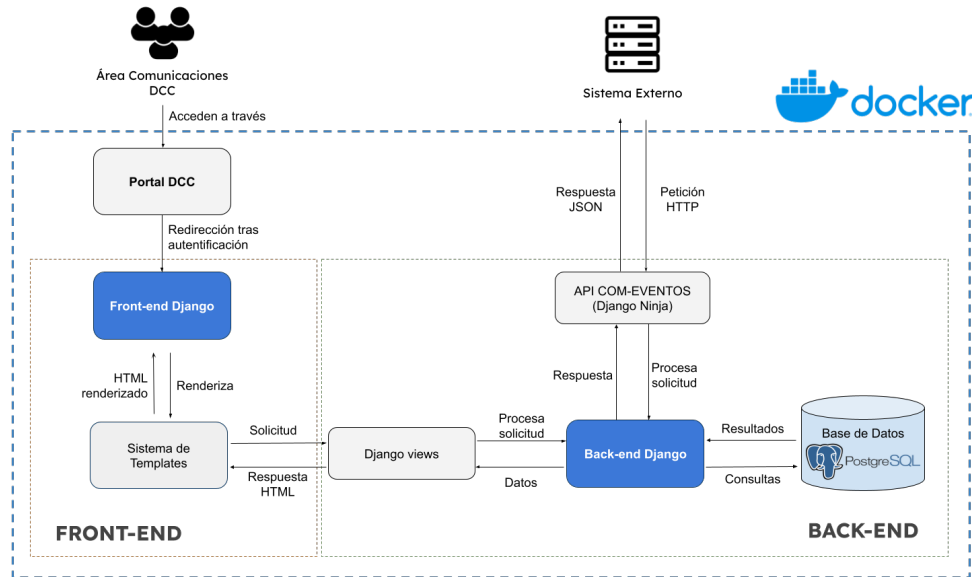 Área Comunicaciones
DCC
Sistema Externo
docker
Acceden a través
Portal DCC
Respuesta
JSON
Petición
HTTP
Redirección tras
autentificación
Front-end Django
API COM-EVENTOS
(Django Ninja)
HTML
renderizado
Renderiza
Respuesta
Procesa
solicitud
Sistema de
Templates
Solicitud
Respuesta
HTML
Django views
Procesa
solicitud
Datos
Back-end Django
Resultados
Consultas
Base de Datos
PostgreSQL
FRONT-END
BACK-END